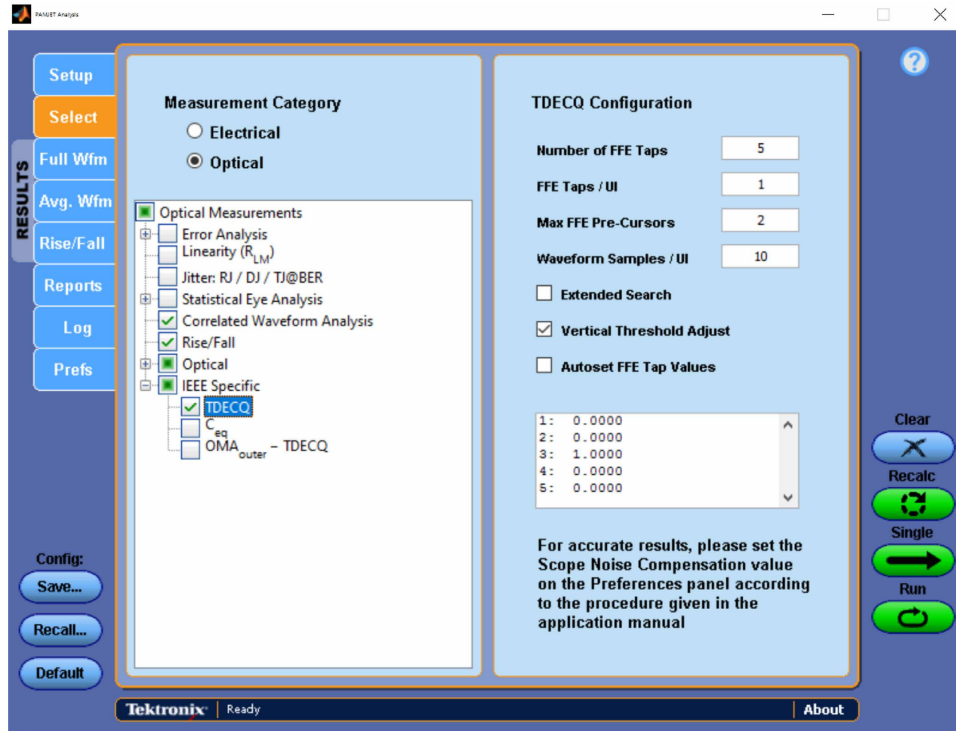 PAMJET Analysis
Setup
Select
Full Wfm
Avg. Wfm
Rise/Fall
Reports
Log
Prefs
RESULTS
Config:
Save...
Recall...
Default
Measurement Category
Electrical
Optical
Optical Measurements
Error Analysis
Linearity (RLM)
Jitter: RJ / DJ / TJ@BER
Statistical Eye Analysis
Correlated Waveform Analysis
Rise/Fall
Optical
IEEE Specific
TDECQ
Ceq
OMAouter - TDECQ
TDECQ Configuration
Number of FFE Taps 5
FFE Taps / UI 1
Max FFE Pre-Cursors 2
Waveform Samples / UI 10
Extended Search
Vertical Threshold Adjust
Autoset FFE Tap Values
1: 0.0000
2: 0.0000
3: 1.0000
4: 0.0000
5: 0.0000
For accurate results, please set the
Scope Noise Compensation value
on the Preferences panel according
to the procedure given in the
application manual
?
Clear
Recalc
Single
Run
Tektronix
Ready
About